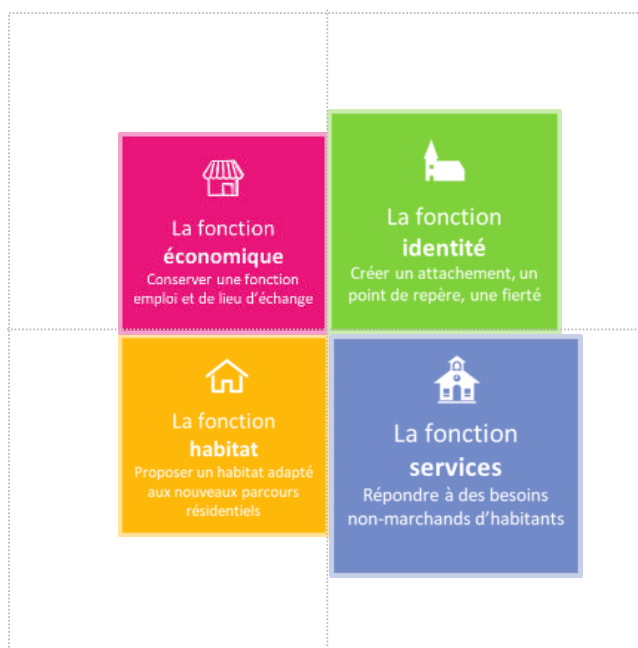 La fonction
économique
Conserver une fonction
emploi et de lieu d'échange
La fonction
identité
Créer un attachement, un
point de repère, une fierté
La fonction
habitat
Proposer un habitat adapté
aux nouveaux parcours
résidentiels
La fonction
services
Répondre à des besoins
non-marchands d'habitants